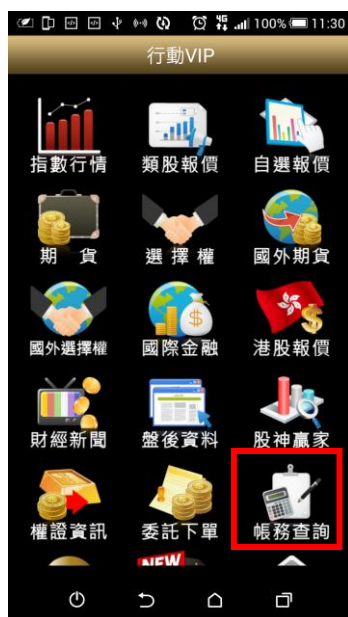 4G 100% 11:30
行動VIP
指數行情 類股報價 自選報價
期 貨 選 擇 權 國外期貨
國外選擇權 國際金融 港股報價
財經新聞 盤後資料 股神贏家
權證資訊 委託下單 帳務查詢
NEW